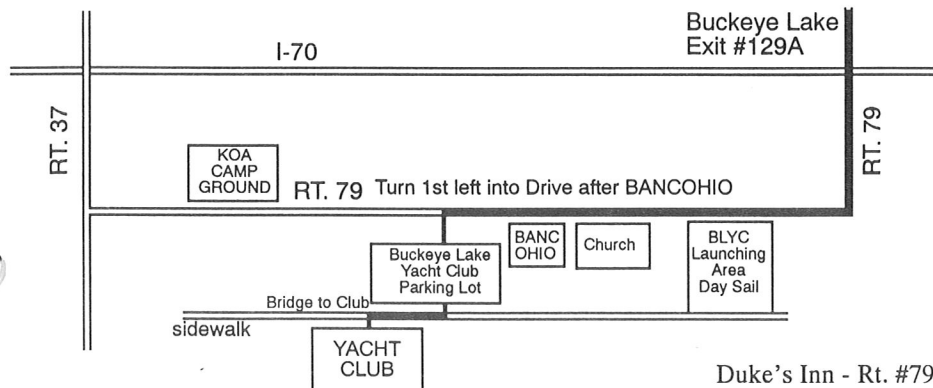 Buckeye Lake
Exit #129A
I-70
RT. 37
RT. 79
KOA
CAMP
GROUND
RT. 79 Turn 1st left into Drive after BANCOHIO
BANC
OHIO
Church
BLYC
Launching
Area
Day Sail
Buckeye Lake
Yacht Club
Parking Lot
Bridge to Club
sidewalk
YACHT
CLUB
Duke's Inn - Rt. #79